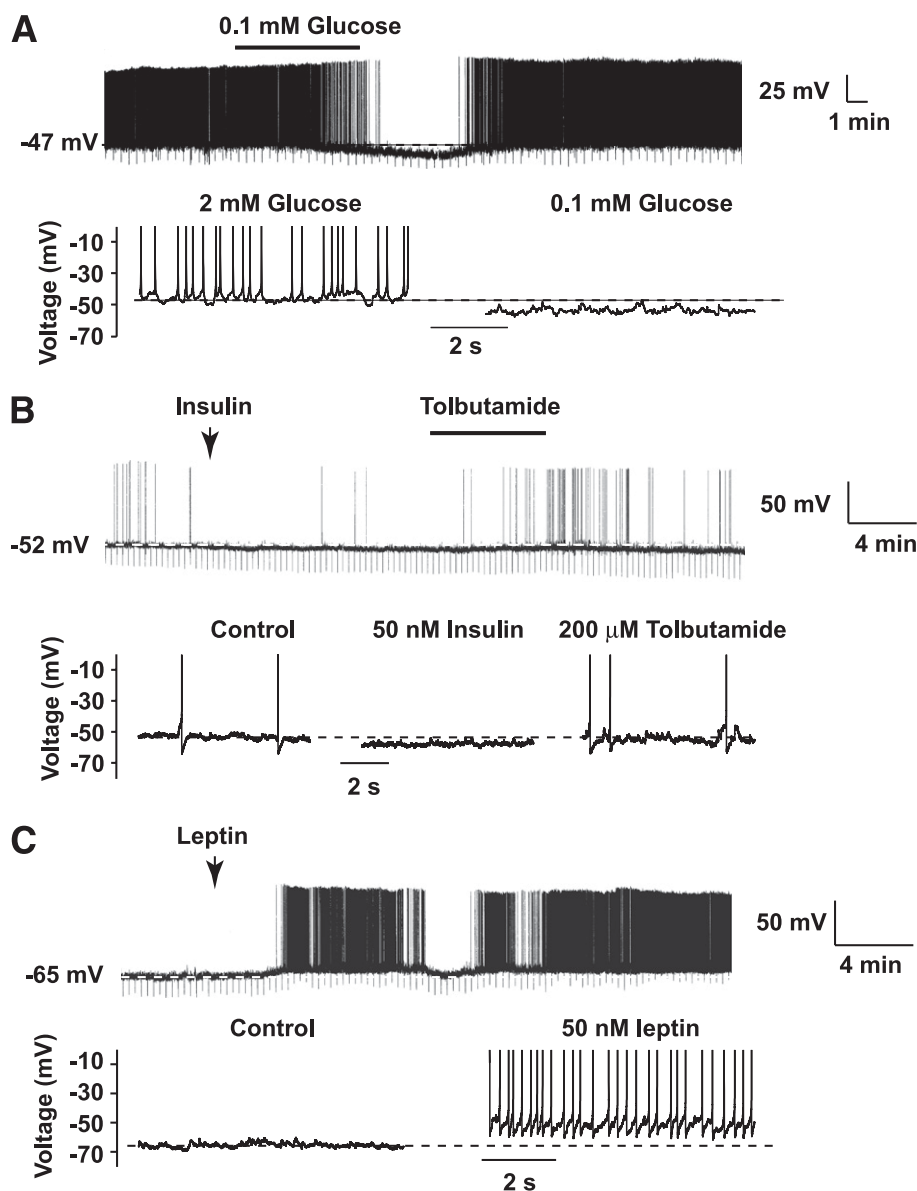 A
0.1 mM Glucose
25 mV
1 min
-47 mV
2 mM Glucose
0.1 mM Glucose
Voltage (mV)
-10
-30
-50
-70
2 s
B
Insulin
Tolbutamide
50 mV
4 min
-52 mV
Control
50 nM Insulin
200 μM Tolbutamide
Voltage (mV)
-10
-30
-50
-70
2 s
C
Leptin
50 mV
4 min
-65 mV
Control
50 nM leptin
Voltage (mV)
-10
-30
-50
-70
2 s